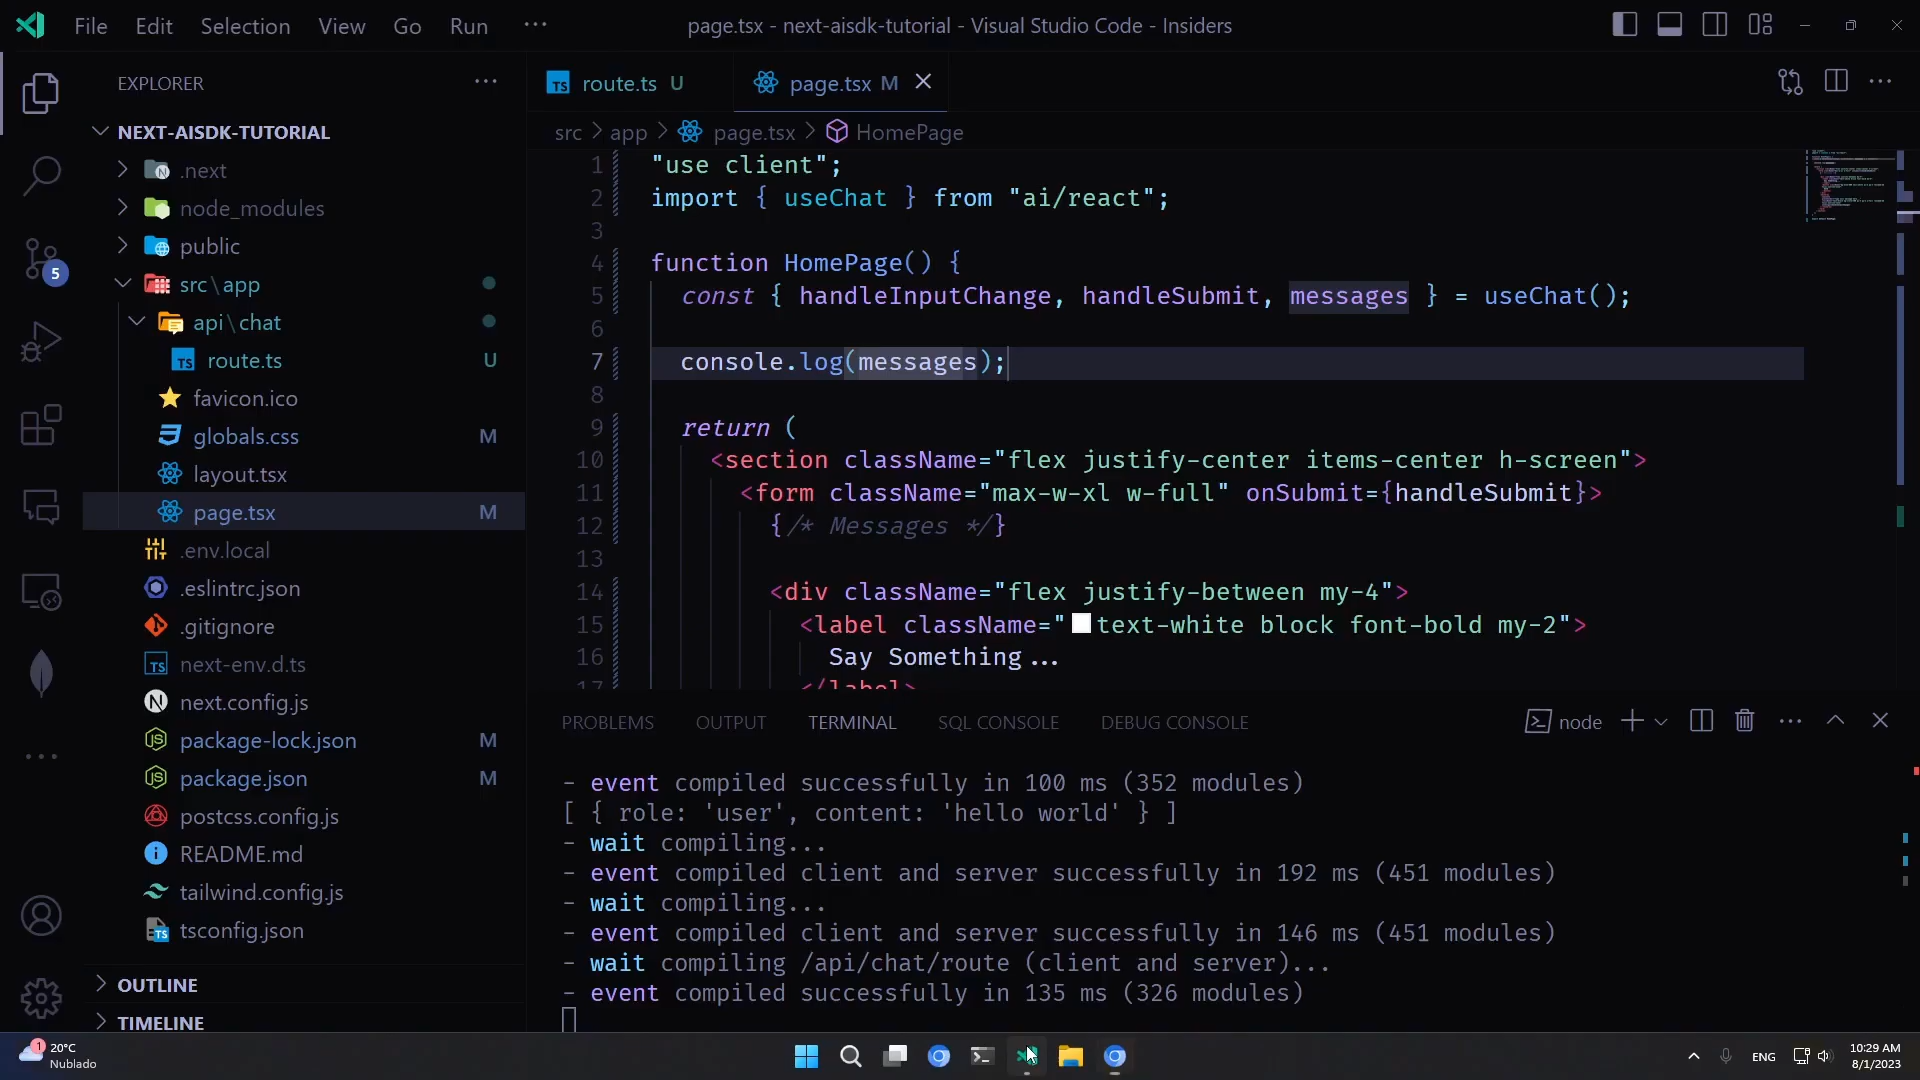 File Edit Selection View Go Run ···
page.tsx - next-aisdk-tutorial - Visual Studio Code - Insiders
EXPLORER ···
NEXT-AISDK-TUTORIAL
.next
node_modules
public
src\app
api\chat
TS route.ts U
favicon.ico
globals.css M
layout.tsx
page.tsx M
.env.local
.eslintrc.json
.gitignore
TS next-env.d.ts
N next.config.js
package-lock.json M
package.json M
postcss.config.js
README.md
tailwind.config.js
TS tsconfig.json
OUTLINE
TIMELINE
5
TS route.ts U
page.tsx M
src > app > page.tsx > HomePage
1 "use client";
2 import { useChat } from "ai/react";
3
4 function HomePage() {
5 const { handleInputChange, handleSubmit, messages } = useChat();
6
7 console.log(messages);
8
9 return (
10 <section className="flex justify-center items-center h-screen">
11 <form className="max-w-xl w-full" onSubmit={handleSubmit}>
12 {/* Messages */}
13
14 <div className="flex justify-between my-4">
15 <label className="text-white block font-bold my-2">
16 Say Something...
17 </label>
PROBLEMS OUTPUT TERMINAL SQL CONSOLE DEBUG CONSOLE
node
- event compiled successfully in 100 ms (352 modules)
[ { role: 'user', content: 'hello world' } ]
- wait compiling...
- event compiled client and server successfully in 192 ms (451 modules)
- wait compiling...
- event compiled client and server successfully in 146 ms (451 modules)
- wait compiling /api/chat/route (client and server)...
- event compiled successfully in 135 ms (326 modules)
1
20°C
Nublado
ENG
10:29 AM
8/1/2023